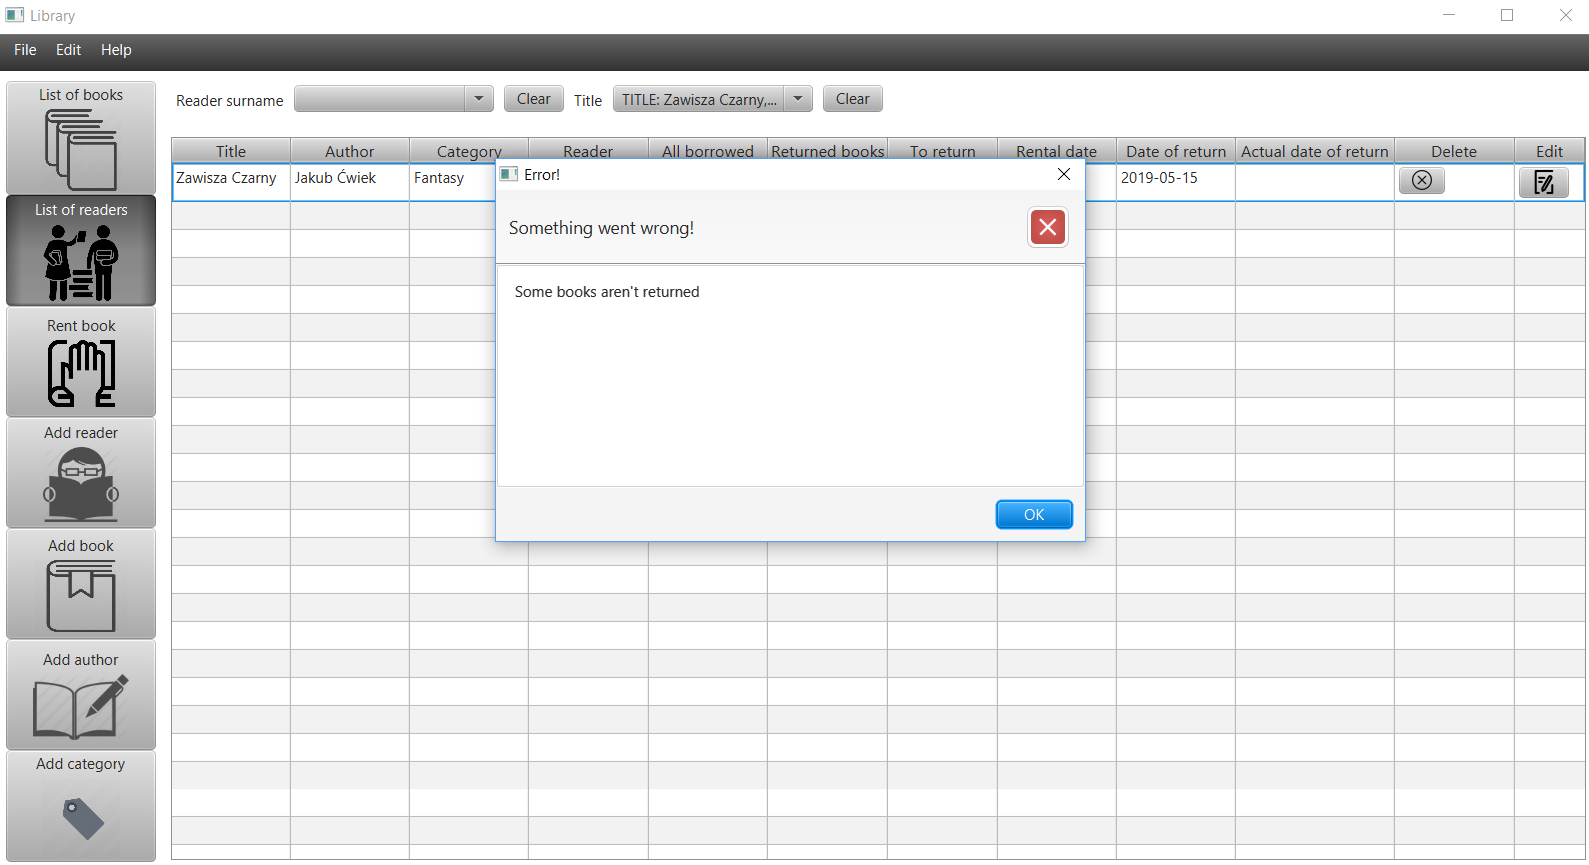 Library
File Edit Help
List of books
List of readers
Rent book
Add reader
Add book
Add author
Add category
Reader surname Clear Title TITLE: Zawisza Czarny,... Clear
Title Author Category Reader All borrowed Returned books To return Rental date Date of return Actual date of return Delete Edit
Zawisza Czarny Jakub Ćwiek Fantasy 2019-05-15
Error!
Something went wrong!
Some books aren't returned
OK